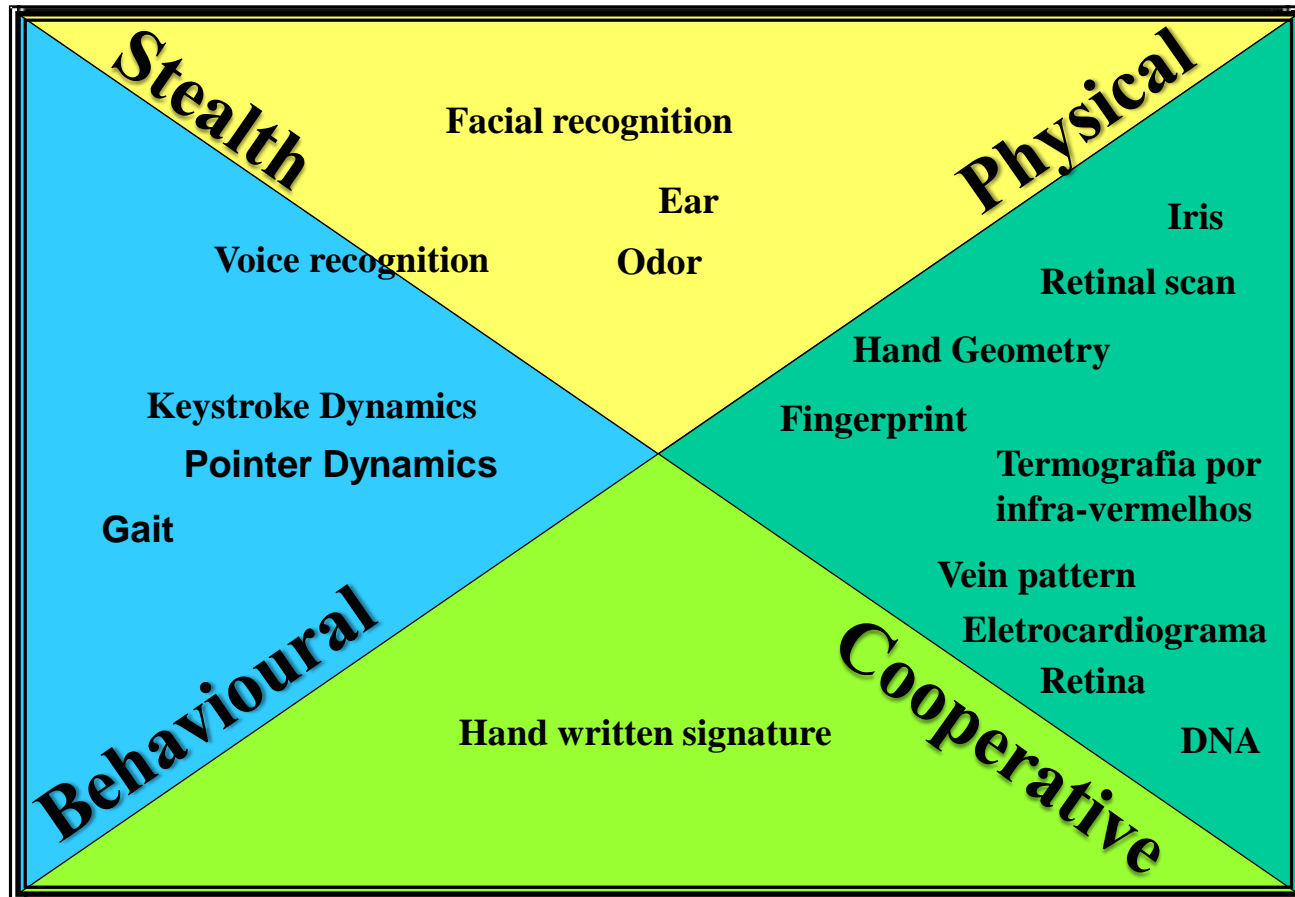 Stealth
Physical
Facial recognition
Ear
Iris
Voice recognition
Odor
Retinal scan
Hand Geometry
Keystroke Dynamics
Fingerprint
Pointer Dynamics
Termografia por
infra-vermelhos
Gait
Vein pattern
Eletrocardiograma
Retina
Behavioural
Cooperative
Hand written signature
DNA